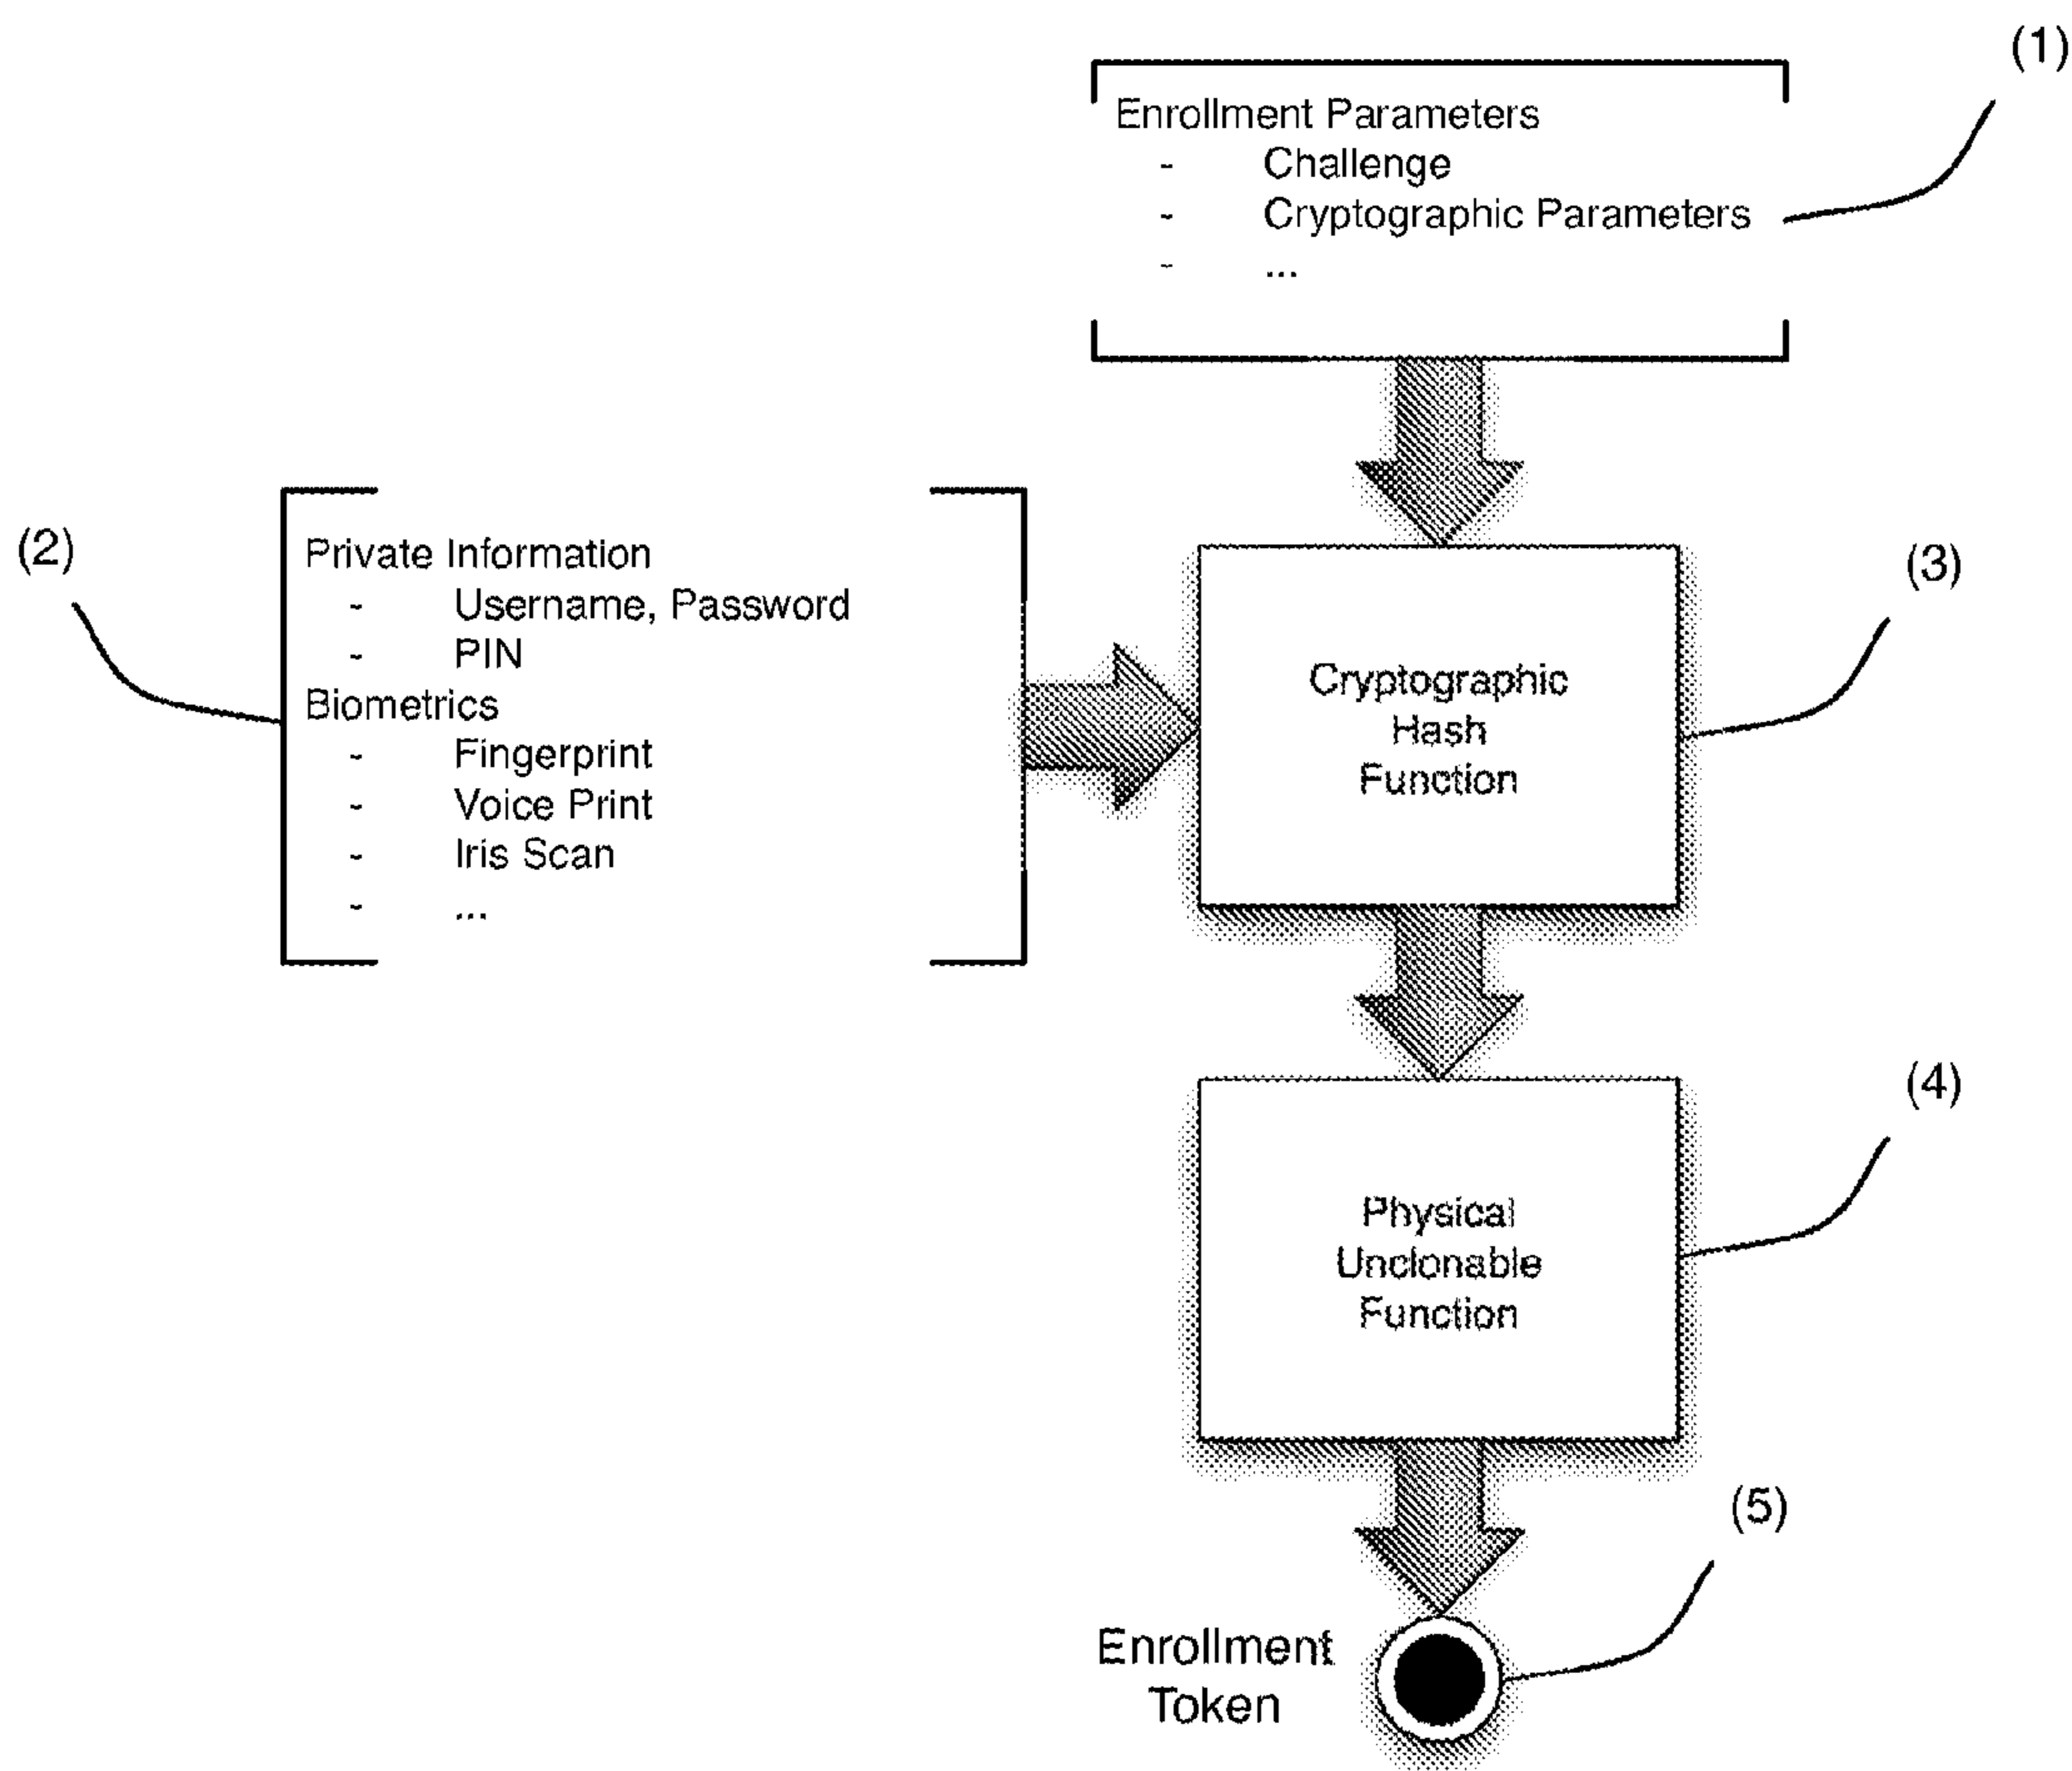 (1)
Enrollment Parameters
- Challenge
- Cryptographic Parameters
- ...
(2)
Private Information
- Username, Password
- PIN
Biometrics
- Fingerprint
- Voice Print
- Iris Scan
- ...
(3)
Cryptographic
Hash
Function
(4)
Physical
Unclonable
Function
(5)
Enrollment
Token